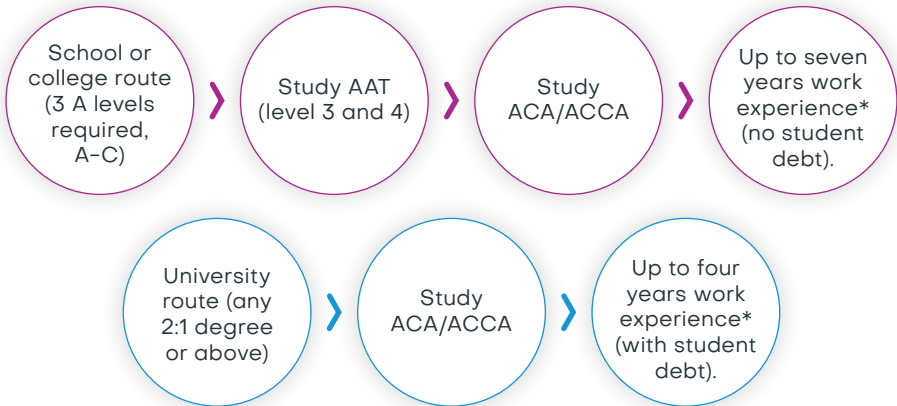 School or
college route
(3 A levels
required,
A–C)
Study AAT
(level 3 and 4)
Study
ACA/ACCA
Up to seven
years work
experience*
(no student
debt).
University
route (any
2:1 degree
or above)
Study
ACA/ACCA
Up to four
years work
experience*
(with student
debt).